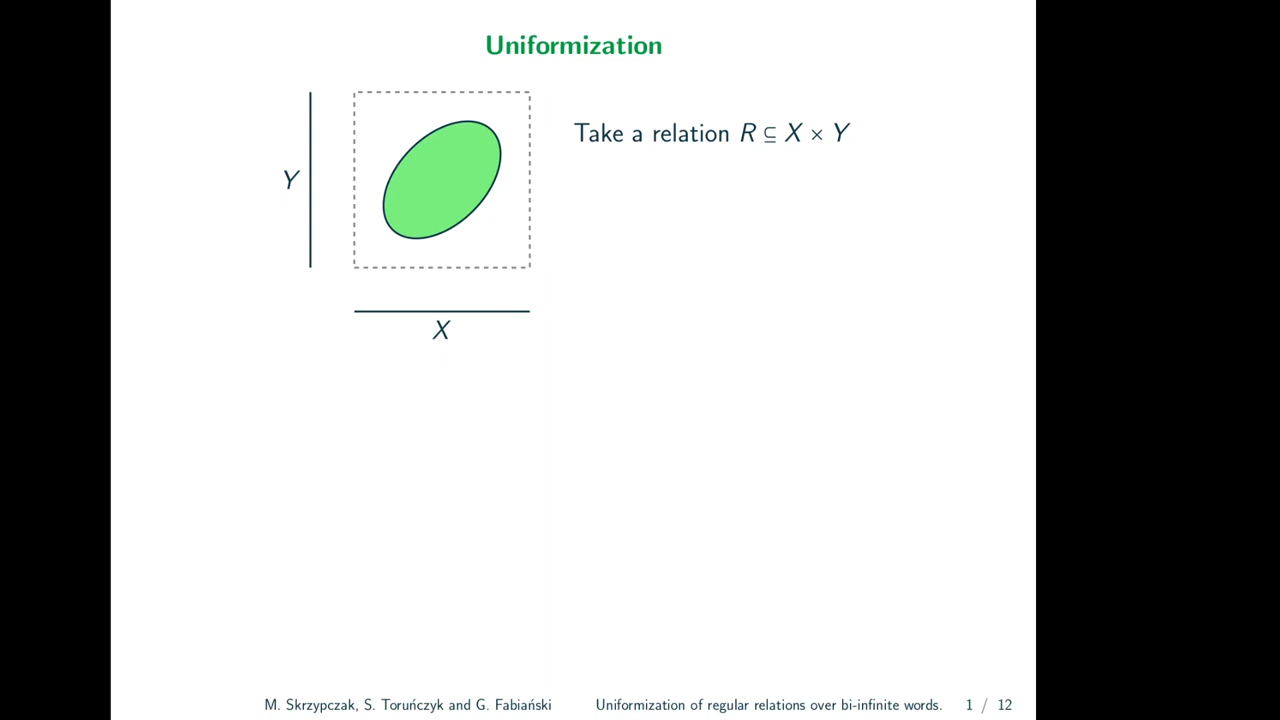 Uniformization
Take a relation R ⊆ X × Y
Y
X
M. Skrzypczak, S. Toruńczyk and G. Fabiański Uniformization of regular relations over bi-infinite words. 1 / 12